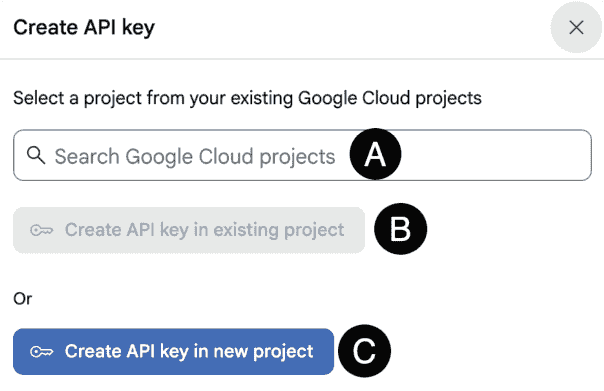 Create API key
Select a project from your existing Google Cloud projects
Search Google Cloud projects A
Create API key in existing project B
Or
Create API key in new project C